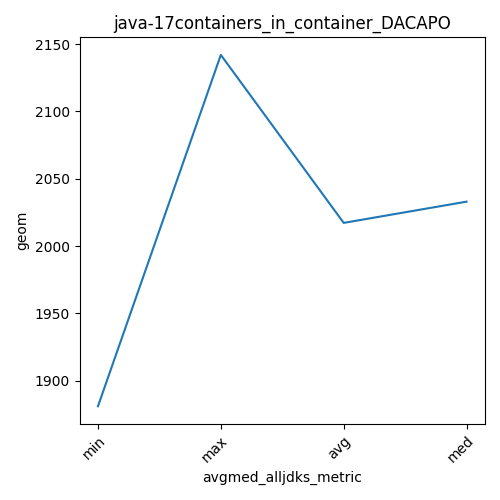 java-17containers_in_container_DACAPO
2150
2100
2050
2000
1950
1900
geom
min
max
avg
med
avgmed_alljdks_metric